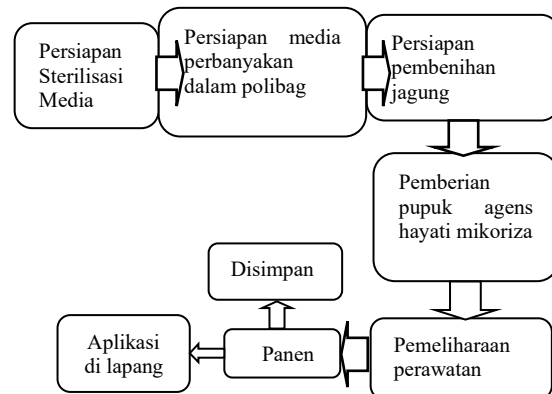 Persiapan
Sterilisasi
Media
Persiapan media
perbanyakan
dalam polibag
Persiapan
pembenihan
jagung
Pemberian
pupuk agens
hayati mikoriza
Pemeliharaan
perawatan
Panen
Disimpan
Aplikasi
di lapang